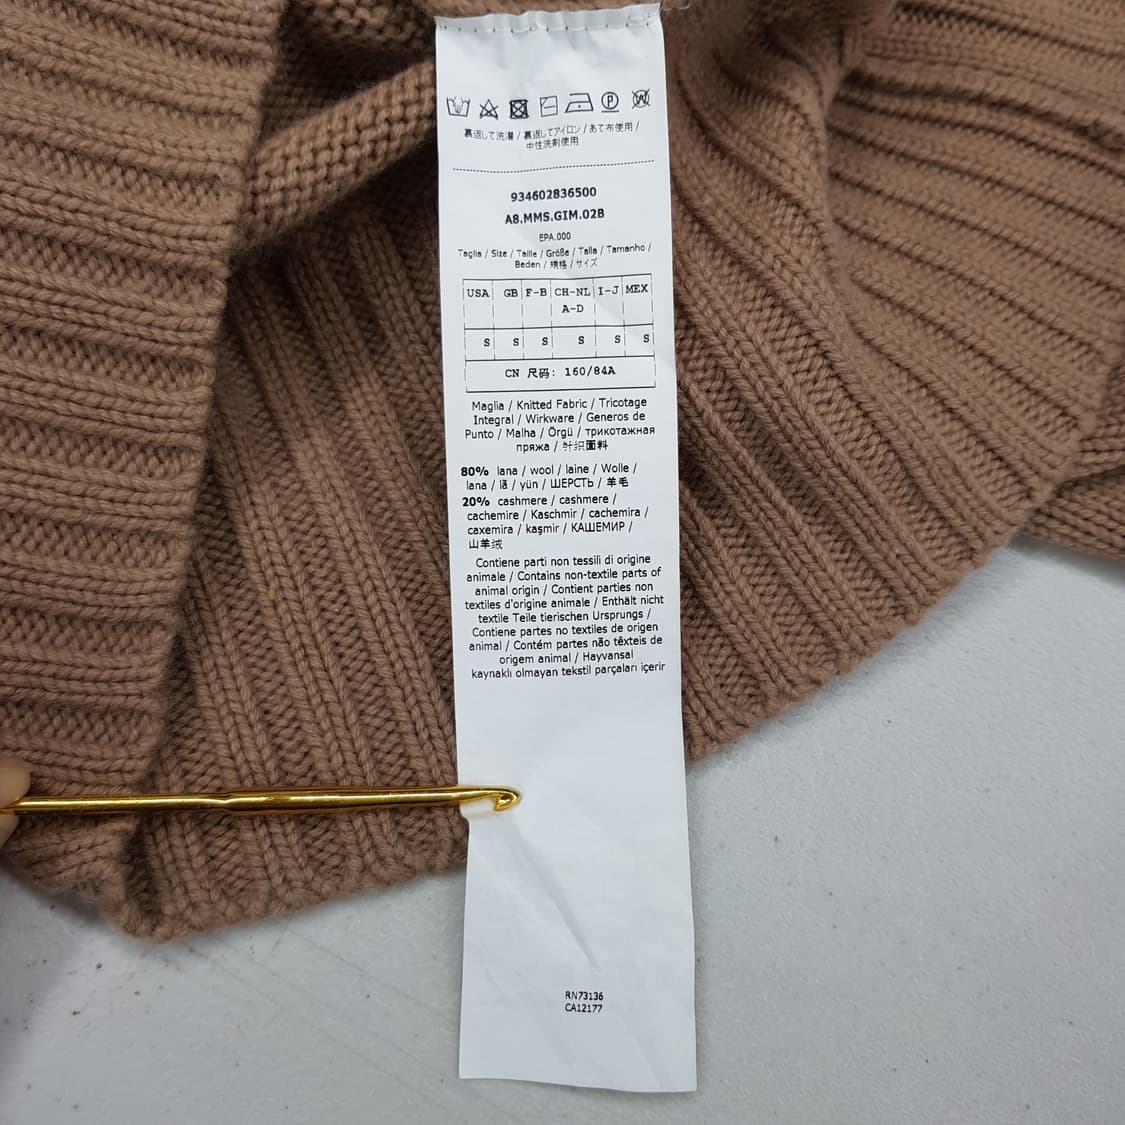 裏返して洗濯 / 裏返してアイロン / あて布使用 /
中性洗剤使用
934602836500
A8.MMS.GIM.02B
EPA.000
Taglia / Size / Taille / Größe / Talla / Tamanho /
Beden / 规格 / サイズ
USA GB F-B CH-NL I-J MEX
A-D
S S S S S S
CN 尺码: 160/84A
Maglia / Knitted Fabric / Tricotage
Integral / Wirkware / Generos de
Punto / Malha / Örgü / трикотажная
пряжа / 针织面料
80% lana / wool / laine / Wolle /
lana / lã / yün / ШЕРСТЬ / 羊毛
20% cashmere / cashmere /
cachemire / Kaschmir / cachemira /
caxemira / kaşmir / КАШЕМИР /
山羊绒
Contiene parti non tessili di origine
animale / Contains non-textile parts of
animal origin / Contient parties non
textiles d'origine animale / Enthält nicht
textile Teile tierischen Ursprungs /
Contiene partes no textiles de origen
animal / Contém partes não têxteis de
origem animal / Hayvansal
kaynaklı olmayan tekstil parçaları içerir
RN73136
CA12177